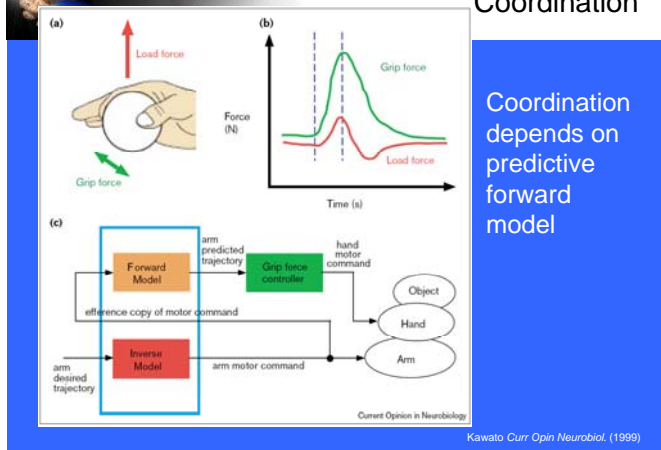 Coordination
(a)
Load force
Grip force
(b)
Grip force
Force
(N)
Load force
Time (s)
(c)
Forward
Model
arm
predicted
trajectory
Grip force
controller
hand
motor
command
Object
Hand
Arm
efference copy of motor command
Inverse
Model
arm
desired
trajectory
arm motor command
Current Opinion in Neurobiology
Coordination
depends on
predictive
forward
model
Kawato Curr Opin Neurobiol. (1999)